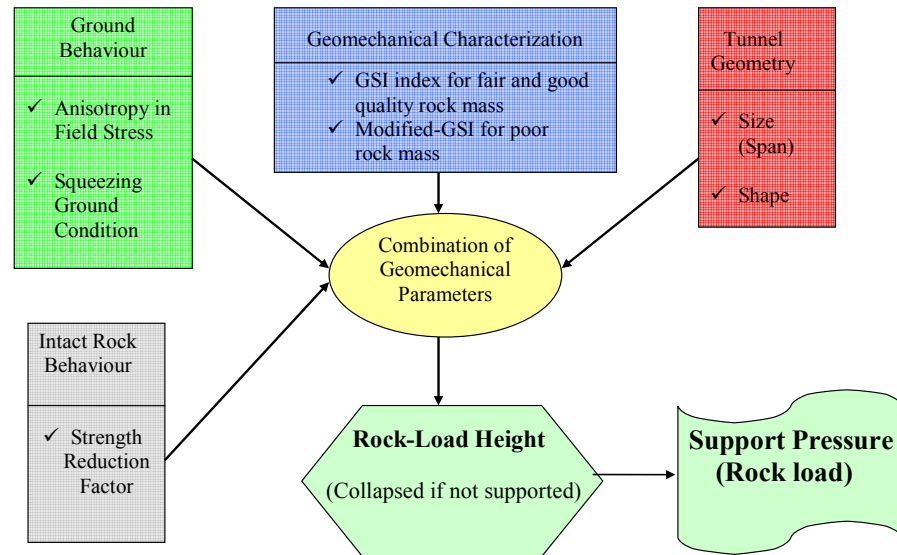 Ground
Behaviour
✓ Anisotropy in
Field Stress
✓ Squeezing
Ground
Condition
Geomechanical Characterization
✓ GSI index for fair and good
quality rock mass
✓ Modified-GSI for poor
rock mass
Tunnel
Geometry
✓ Size
(Span)
✓ Shape
Combination of
Geomechanical
Parameters
Intact Rock
Behaviour
✓ Strength
Reduction
Factor
Rock-Load Height
(Collapsed if not supported)
Support Pressure
(Rock load)